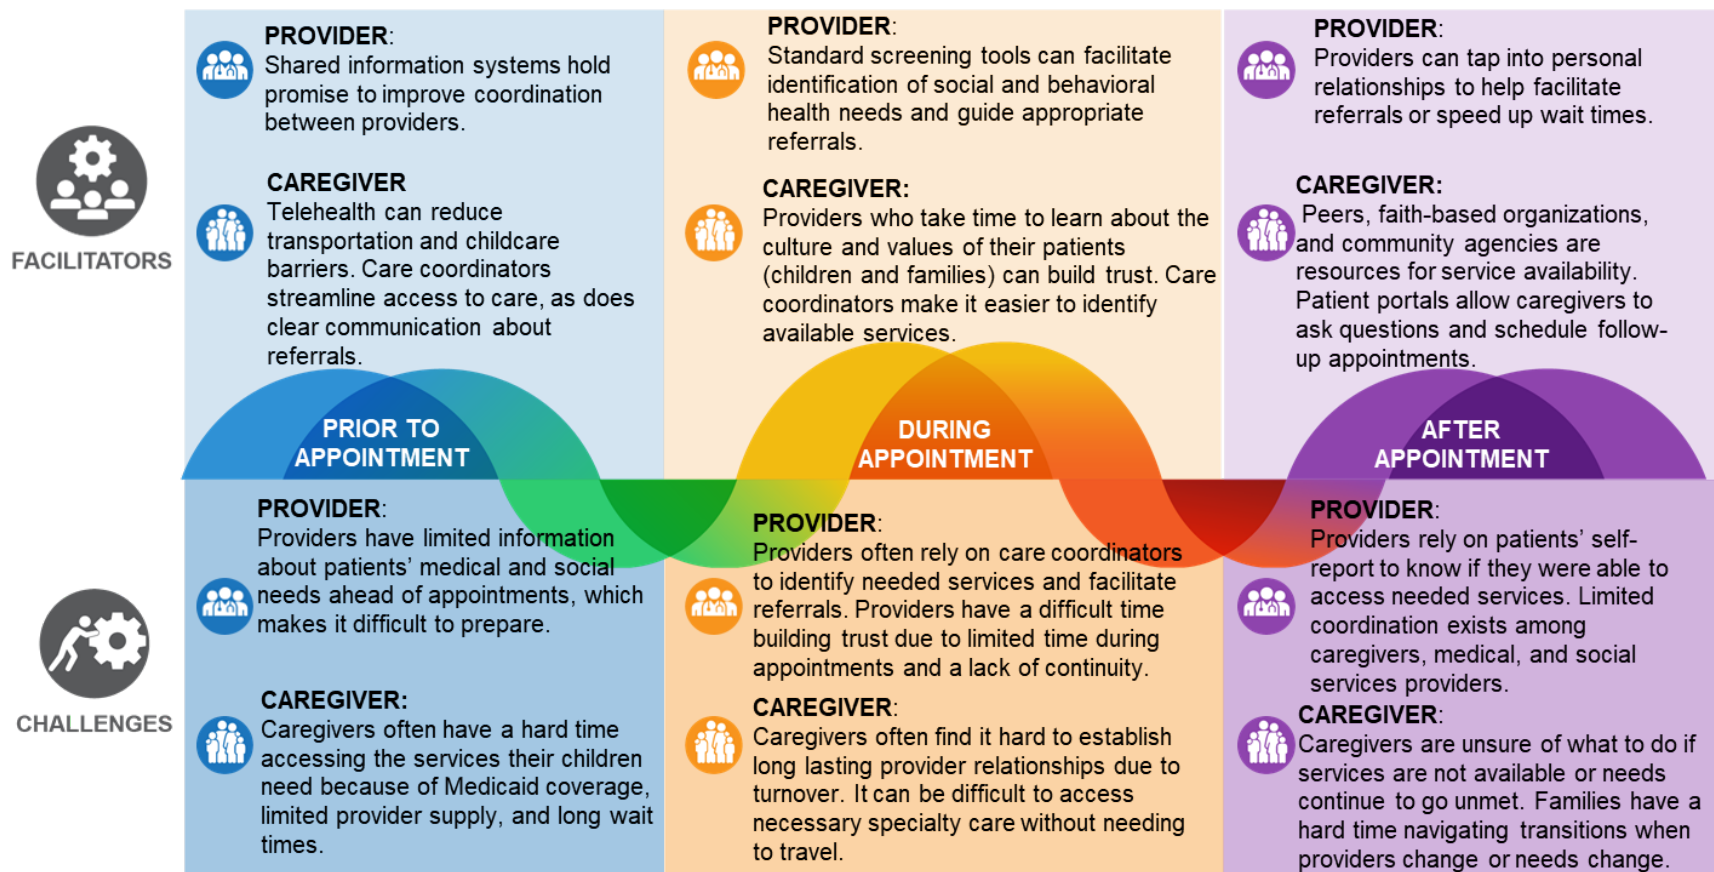 PROVIDER:
Shared information systems hold
promise to improve coordination
between providers.
CAREGIVER
Telehealth can reduce
transportation and childcare
barriers. Care coordinators
streamline access to care, as does
clear communication about
referrals.
PROVIDER:
Standard screening tools can facilitate
identification of social and behavioral
health needs and guide appropriate
referrals.
CAREGIVER:
Providers who take time to learn about the
culture and values of their patients
(children and families) can build trust. Care
coordinators make it easier to identify
available services.
PROVIDER:
Providers can tap into personal
relationships to help facilitate
referrals or speed up wait times.
CAREGIVER:
Peers, faith-based organizations,
and community agencies are
resources for service availability.
Patient portals allow caregivers to
ask questions and schedule follow-
up appointments.
FACILITATORS
PRIOR TO
APPOINTMENT
DURING
APPOINTMENT
AFTER
APPOINTMENT
PROVIDER:
Providers have limited information
about patients' medical and social
needs ahead of appointments, which
makes it difficult to prepare.
CAREGIVER:
Caregivers often have a hard time
accessing the services their children
need because of Medicaid coverage,
limited provider supply, and long wait
times.
PROVIDER:
Providers often rely on care coordinators
to identify needed services and facilitate
referrals. Providers have a difficult time
building trust due to limited time during
appointments and a lack of continuity.
CAREGIVER:
Caregivers often find it hard to establish
long lasting provider relationships due to
turnover. It can be difficult to access
necessary specialty care without needing
to travel.
PROVIDER:
Providers rely on patients' self-
report to know if they were able to
access needed services. Limited
coordination exists among
caregivers, medical, and social
services providers.
CAREGIVER:
Caregivers are unsure of what to do if
services are not available or needs
continue to go unmet. Families have a
hard time navigating transitions when
providers change or needs change.
CHALLENGES